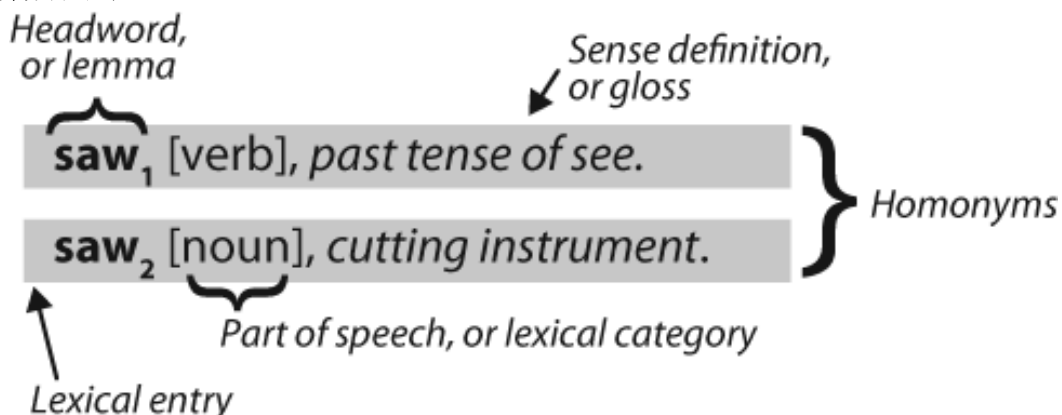 Headword,
or lemma
Sense definition,
or gloss
saw1 [verb], past tense of see.
Homonyms
saw2 [noun], cutting instrument.
Part of speech, or lexical category
Lexical entry